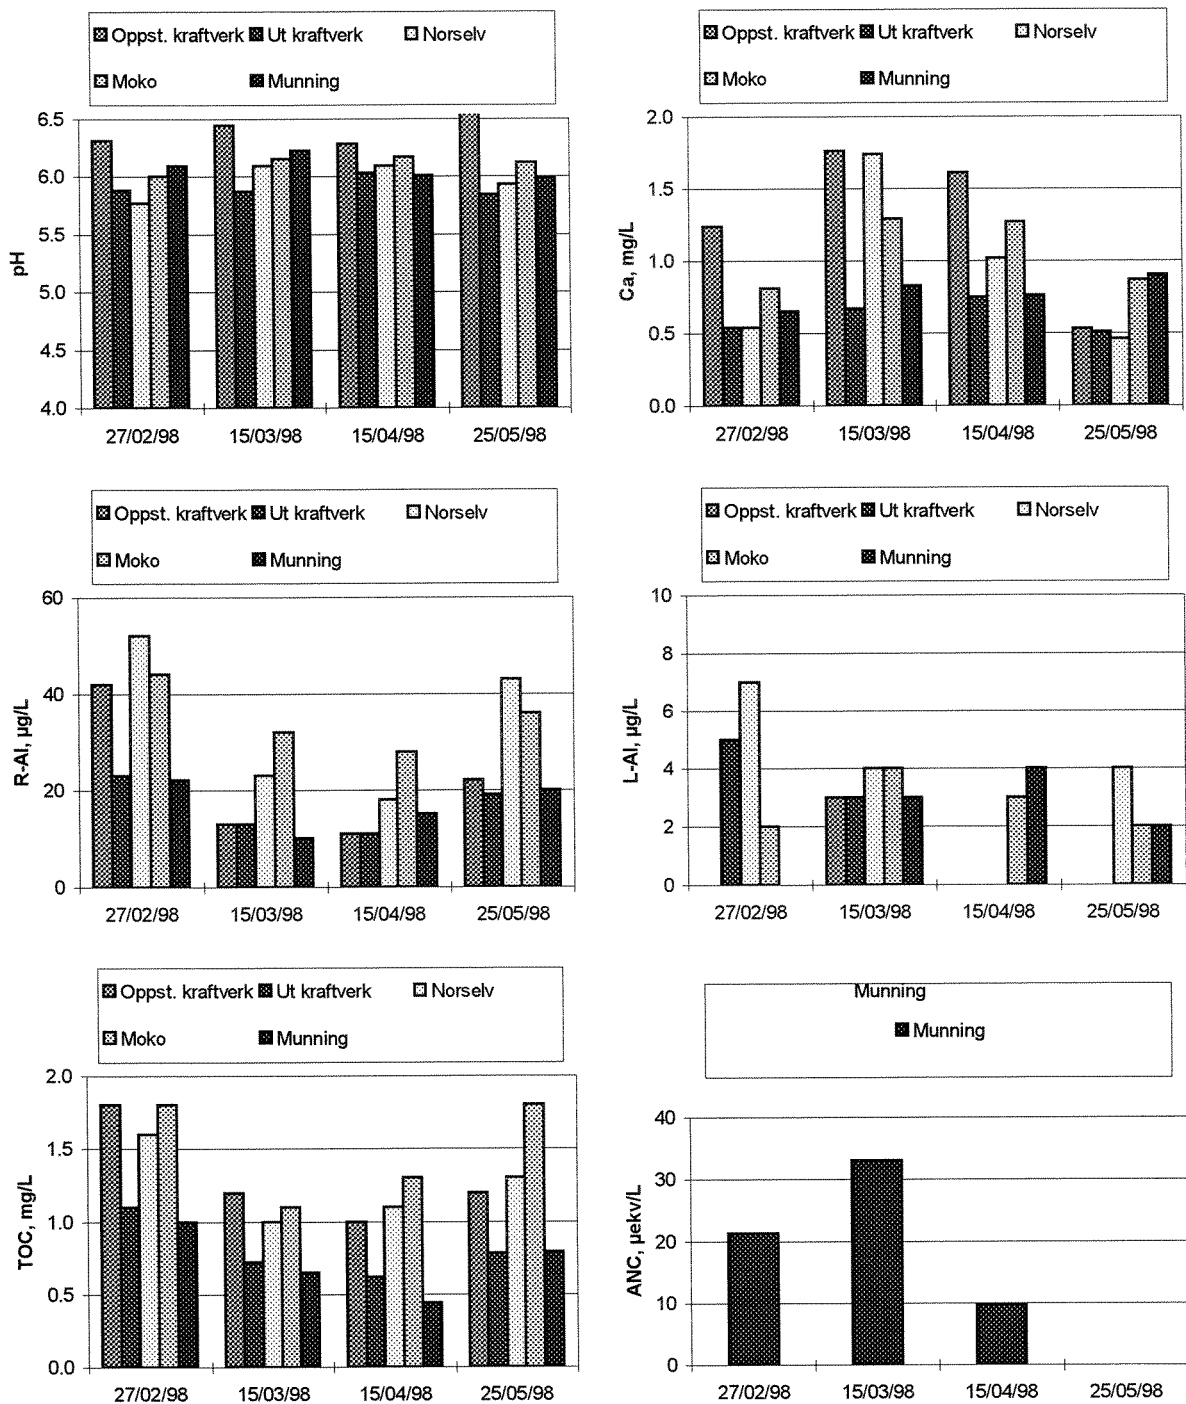 Oppst. kraftverk Ut kraftverk Norselv
Moko Munning
6.5
6.0
5.5
5.0
4.5
4.0
pH
27/02/98 15/03/98 15/04/98 25/05/98
Oppst. kraftverk Ut kraftverk Norselv
Moko Munning
2.0
1.5
1.0
0.5
0.0
Ca, mg/L
27/02/98 15/03/98 15/04/98 25/05/98
Oppst. kraftverk Ut kraftverk Norselv
Moko Munning
60
40
20
0
R-Al, µg/L
27/02/98 15/03/98 15/04/98 25/05/98
Oppst. kraftverk Ut kraftverk Norselv
Moko Munning
10
8
6
4
2
0
L-Al, µg/L
27/02/98 15/03/98 15/04/98 25/05/98
Oppst. kraftverk Ut kraftverk Norselv
Moko Munning
2.0
1.5
1.0
0.5
0.0
TOC, mg/L
27/02/98 15/03/98 15/04/98 25/05/98
Munning
Munning
40
30
20
10
0
ANC, µekv/L
27/02/98 15/03/98 15/04/98 25/05/98